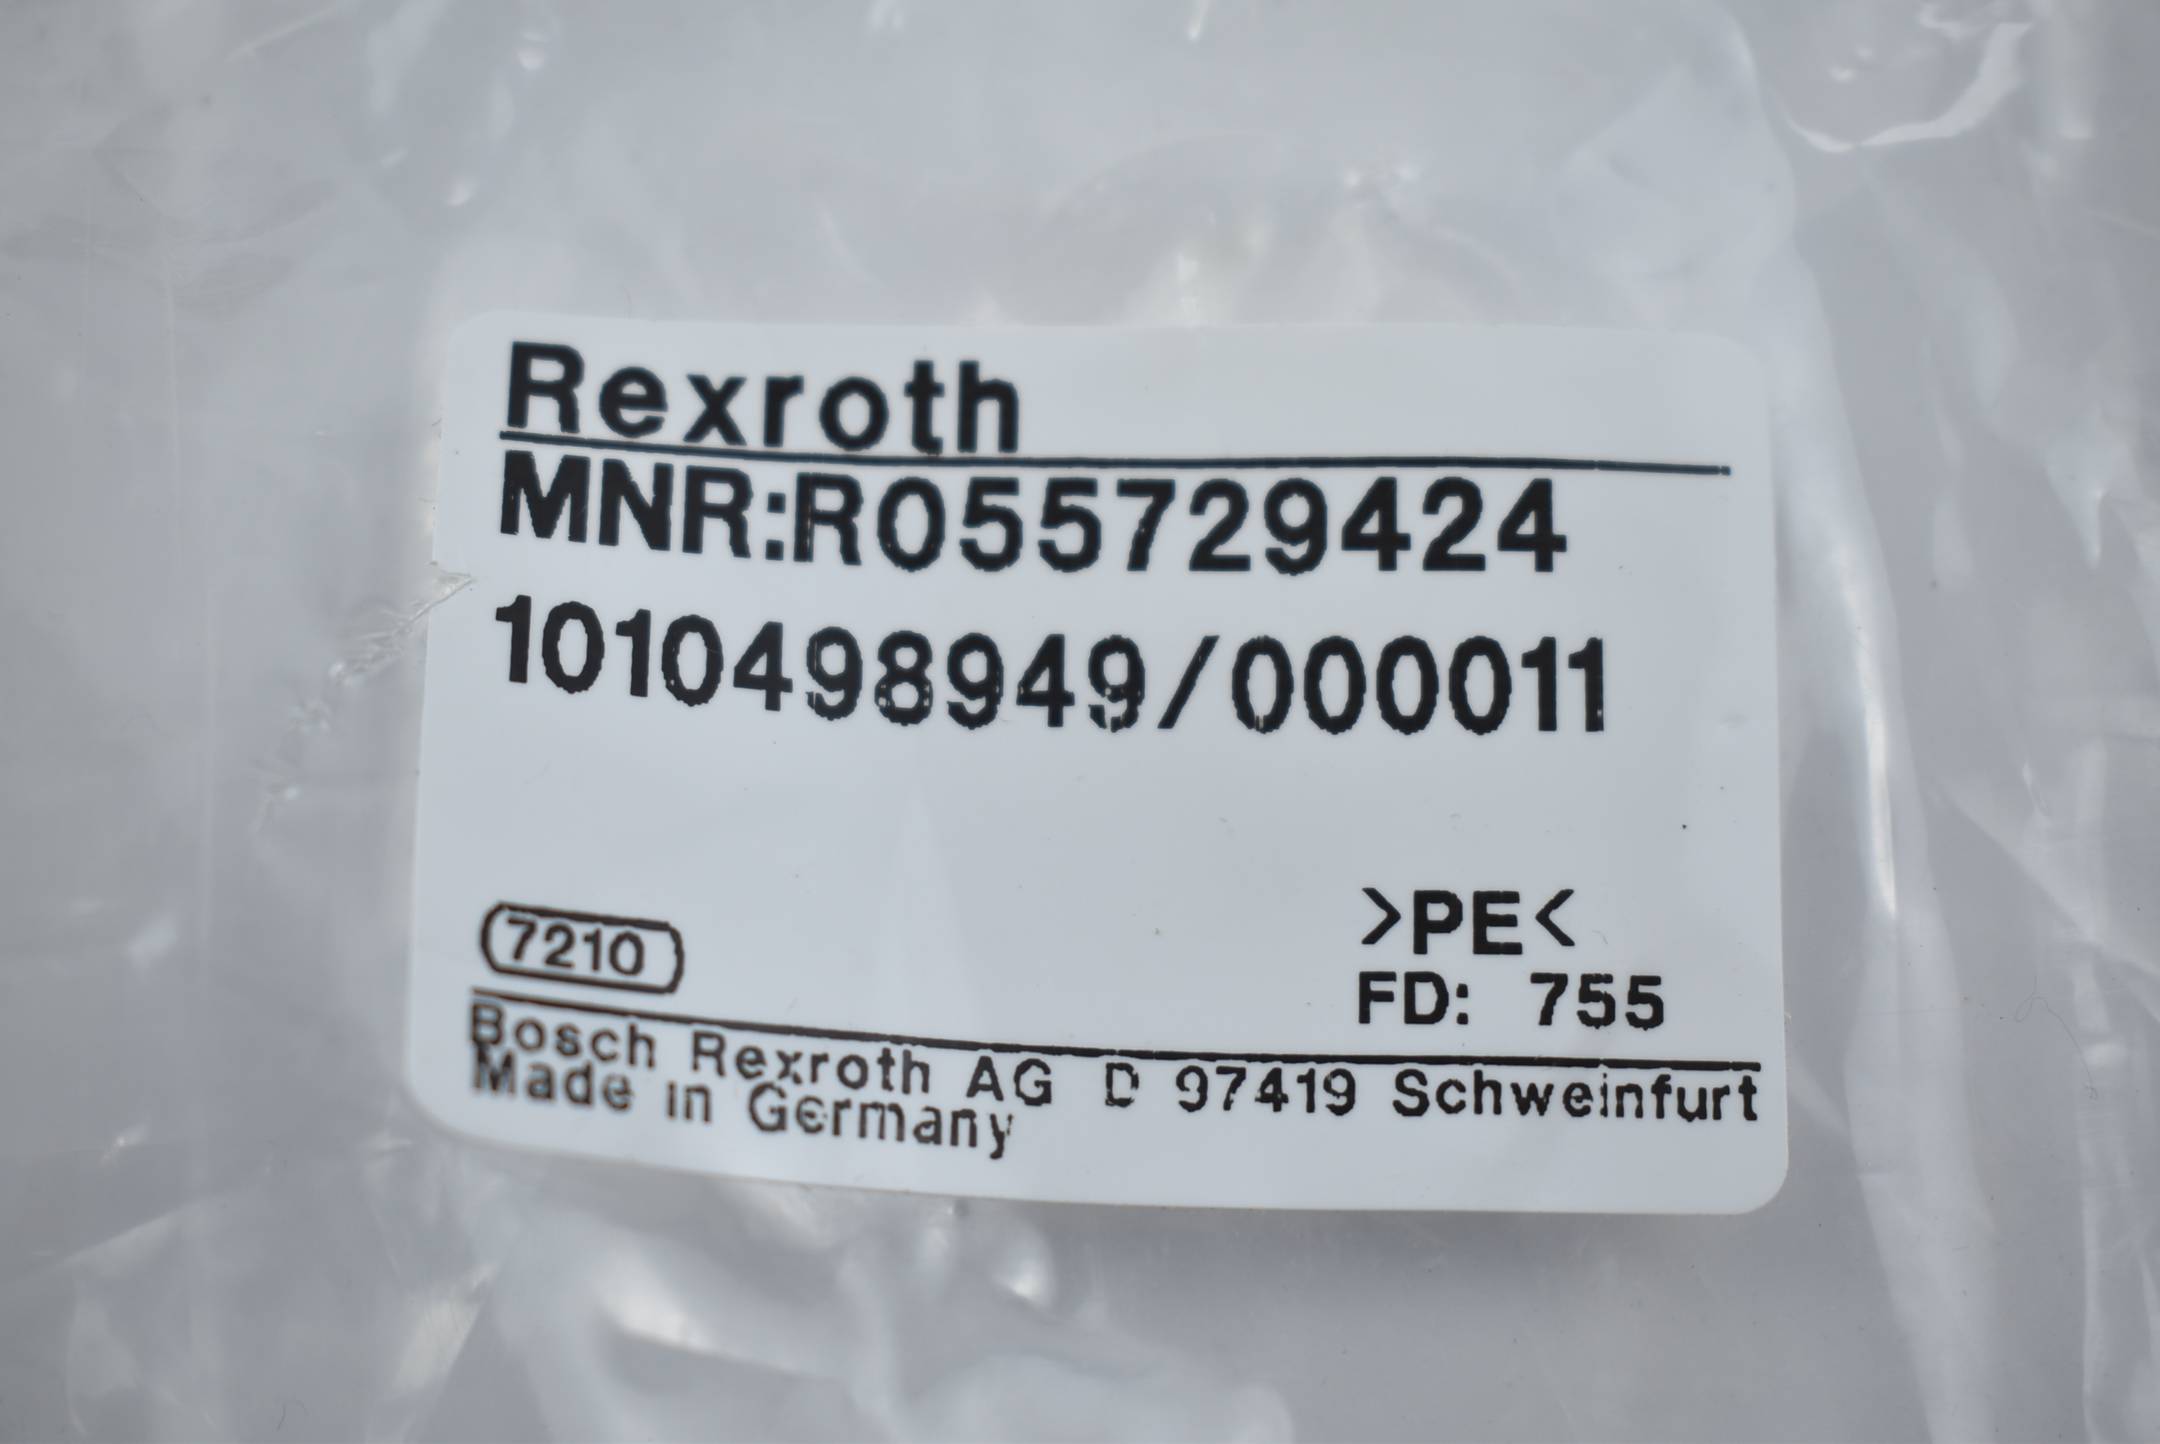 Rexroth
MNR:R055729424
1010498949/000011
7210
>PE<
FD: 755
Bosch Rexroth AG D 97419 Schweinfurt
Made in Germany